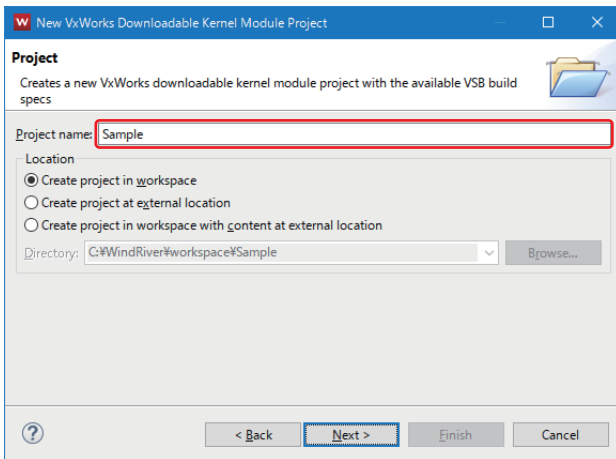 New VxWorks Downloadable Kernel Module Project
Project
Creates a new VxWorks downloadable kernel module project with the available VSB build
specs
Project name: Sample
Location
Create project in workspace
Create project at external location
Create project in workspace with content at external location
Directory: C:¥WindRiver¥workspace¥Sample Browse...
? < Back Next > Finish Cancel